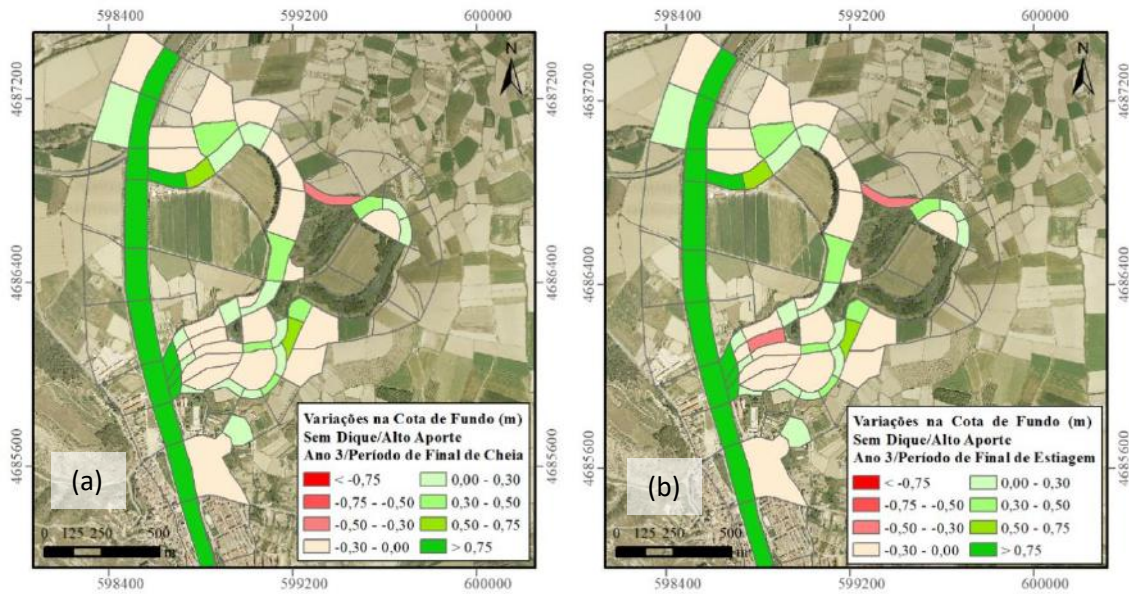 598400 599200 600000
598400 599200 600000
N
N
4687200
4687200
4686400
4686400
4685600
4685600
Variações na Cota de Fundo (m)
Sem Dique/Alto Aporte
Ano 3/Período de Final de Cheia
< -0,75
0,00 - 0,30
-0,75 - -0,50
0,30 - 0,50
-0,50 - -0,30
0,50 - 0,75
-0,30 - 0,00
> 0,75
(a)
0 125 250 500
m
598400 599200 600000
Variações na Cota de Fundo (m)
Sem Dique/Alto Aporte
Ano 3/Período de Final de Estiagem
< -0,75
0,00 - 0,30
-0,75 - -0,50
0,30 - 0,50
-0,50 - -0,30
0,50 - 0,75
-0,30 - 0,00
> 0,75
(b)
0 125 250 500
m
598400 599200 600000